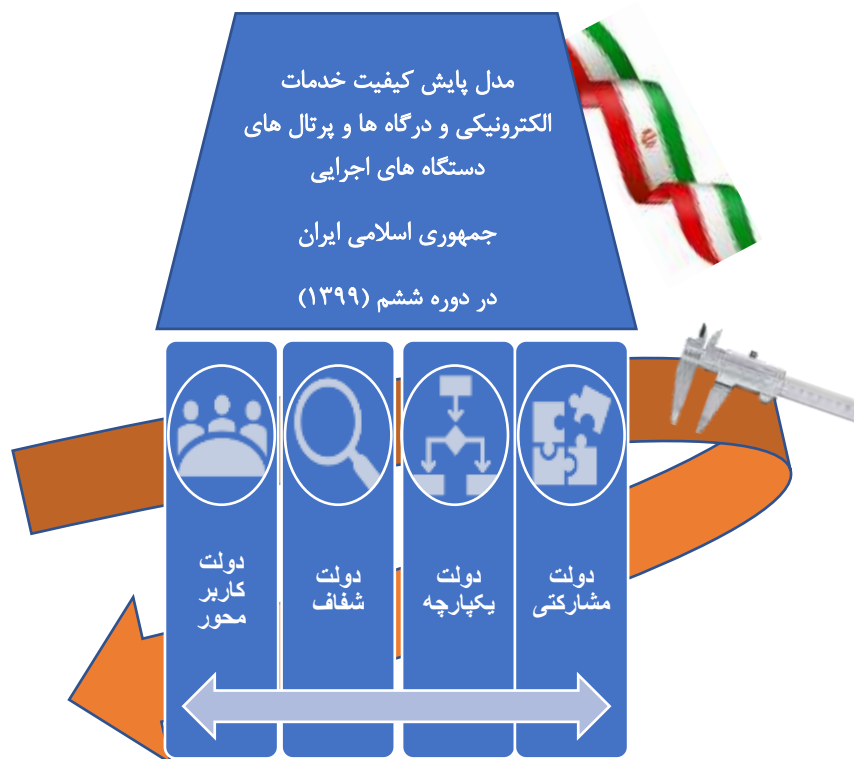 مدل پایش کیفیت خدمات
الکترونیکی و درگاه ها و پرتال های
دستگاه های اجرایی
جمهوری اسلامی ایران
در دوره ششم (۱۳۹۹)
دولت
مشارکتی
دولت
یکپارچه
دولت
شفاف
دولت
کاربر
محور